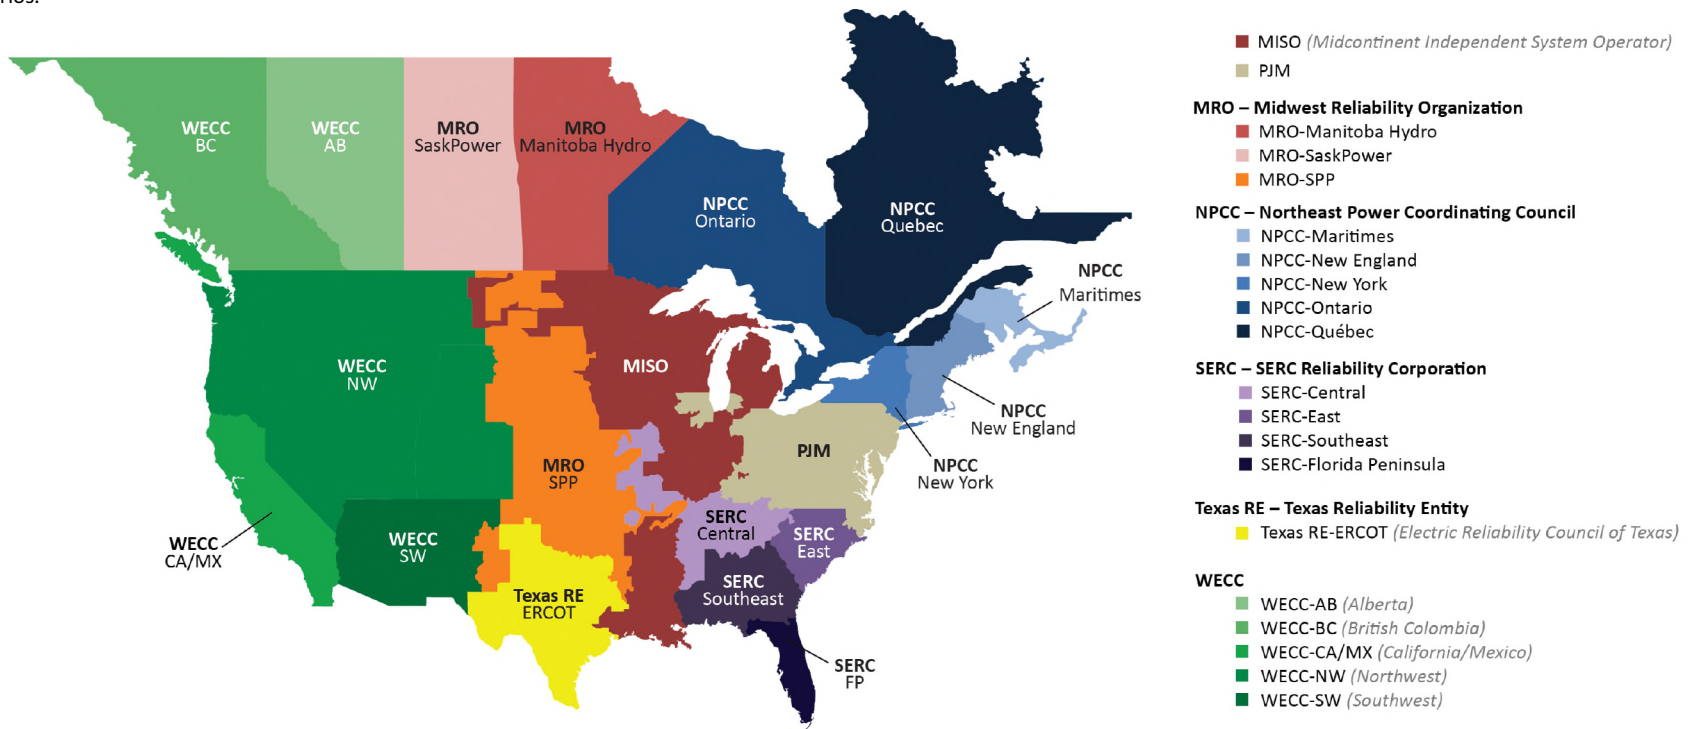 WECC
BC
WECC
AB
MRO
SaskPower
MRO
Manitoba Hydro
NPCC
Ontario
NPCC
Quebec
NPCC
Maritimes
WECC
NW
MISO
NPCC
New England
PJM
NPCC
New York
MRO
SPP
WECC
CA/MX
WECC
SW
SERC
Central
SERC
East
SERC
Southeast
Texas RE
ERCOT
SERC
FP
MISO (Midcontinent Independent System Operator)
PJM
MRO – Midwest Reliability Organization
MRO-Manitoba Hydro
MRO-SaskPower
MRO-SPP
NPCC – Northeast Power Coordinating Council
NPCC-Maritimes
NPCC-New England
NPCC-New York
NPCC-Ontario
NPCC-Québec
SERC – SERC Reliability Corporation
SERC-Central
SERC-East
SERC-Southeast
SERC-Florida Peninsula
Texas RE – Texas Reliability Entity
Texas RE-ERCOT (Electric Reliability Council of Texas)
WECC
WECC-AB (Alberta)
WECC-BC (British Colombia)
WECC-CA/MX (California/Mexico)
WECC-NW (Northwest)
WECC-SW (Southwest)